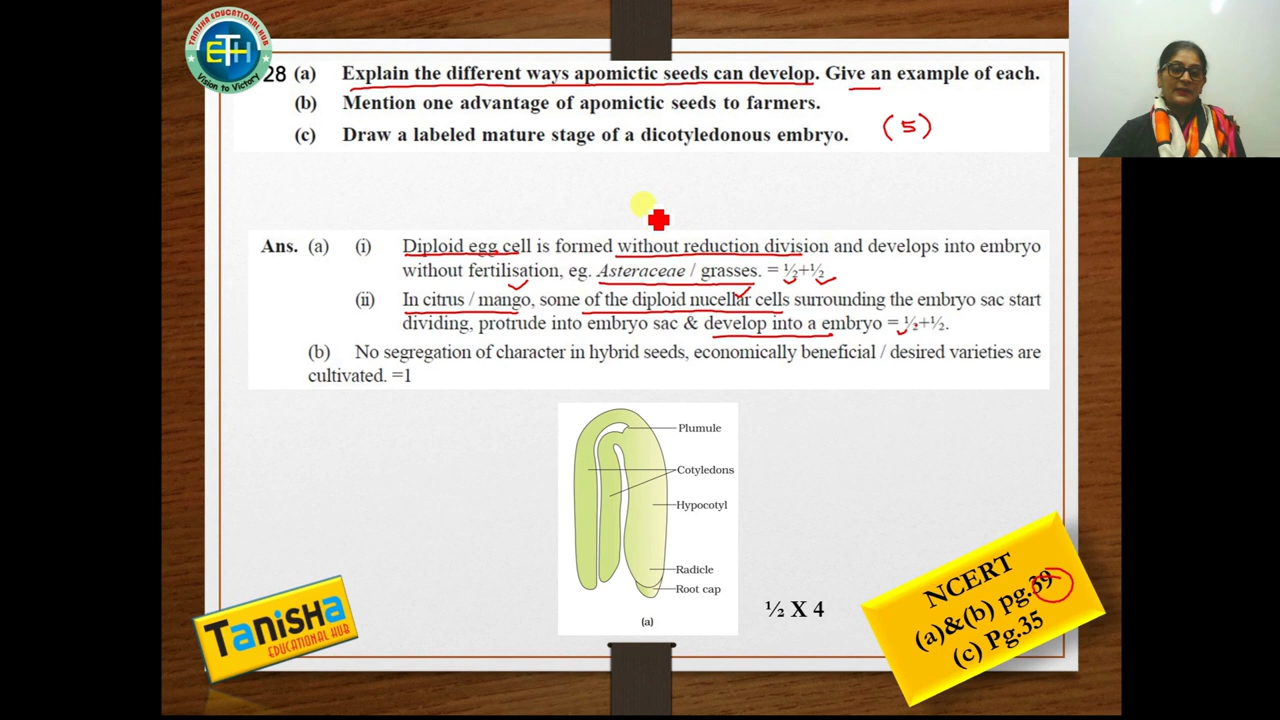 TANISHA EDUCATIONAL HUB
ETH
Vision to Victory
28 (a) Explain the different ways apomictic seeds can develop. Give an example of each.
(b) Mention one advantage of apomictic seeds to farmers.
(c) Draw a labeled mature stage of a dicotyledonous embryo. (5)
Ans. (a) (i) Diploid egg cell is formed without reduction division and develops into embryo
without fertilisation, eg. Asteraceae / grasses. = ½+½
(ii) In citrus / mango, some of the diploid nucellar cells surrounding the embryo sac start
dividing, protrude into embryo sac & develop into a embryo = ½+½.
(b) No segregation of character in hybrid seeds, economically beneficial / desired varieties are
cultivated. =1
Plumule
Cotyledons
Hypocotyl
Radicle
Root cap
(a)
½ X 4
NCERT
(a)&(b) pg.39
(c) Pg.35
TanisHa
EDUCATIONAL HUB